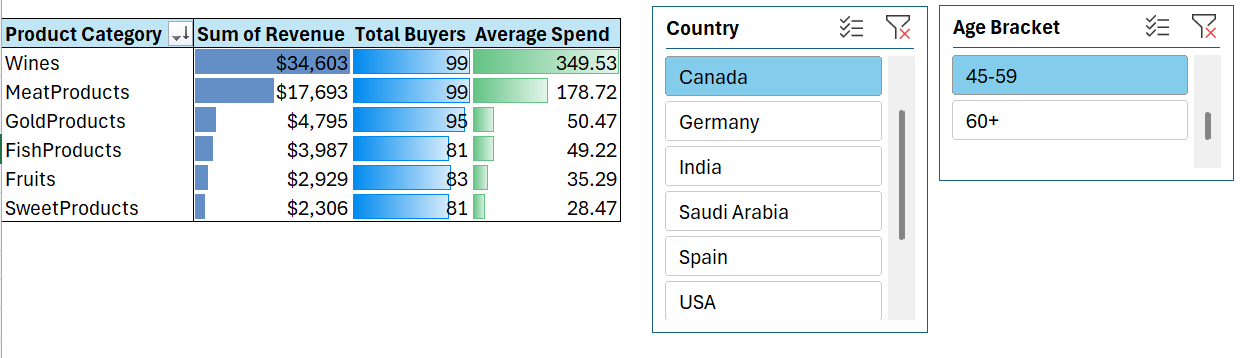 Product Category Sum of Revenue Total Buyers Average Spend
Wines $34,603 99 349.53
MeatProducts $17,693 99 178.72
GoldProducts $4,795 95 50.47
FishProducts $3,987 81 49.22
Fruits $2,929 83 35.29
SweetProducts $2,306 81 28.47
Country
Canada
Germany
India
Saudi Arabia
Spain
USA
Age Bracket
45-59
60+